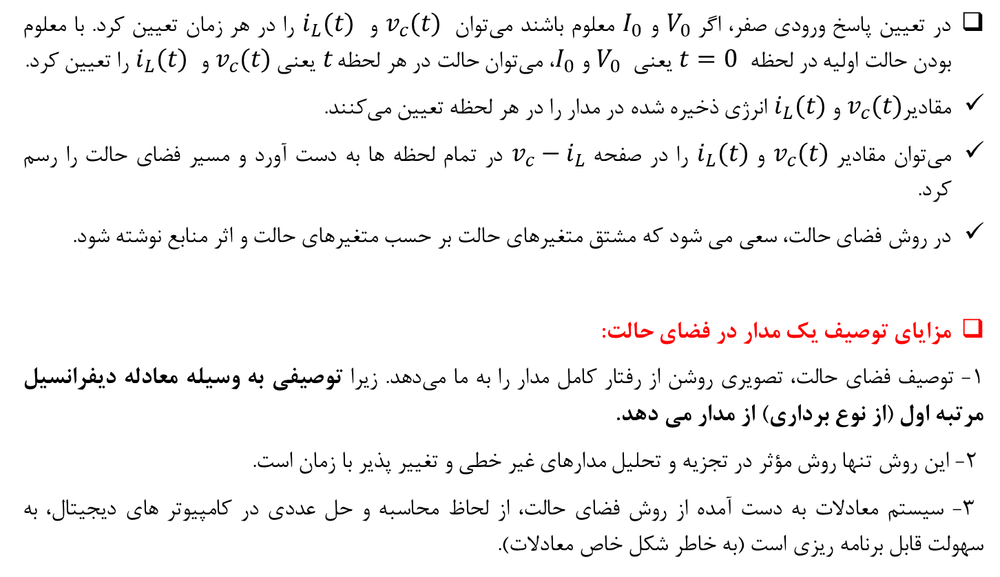 ❑ در تعیین پاسخ ورودی صفر، اگر V₀ و I₀ معلوم باشند می‌توان v_c(t) و i_L(t) را در هر زمان تعیین کرد. با معلوم
بودن حالت اولیه در لحظه t = 0 یعنی V₀ و I₀، می‌توان حالت در هر لحظه t یعنی v_c(t) و i_L(t) را تعیین کرد.
✓ مقادیر v_c(t) و i_L(t) انرژی ذخیره شده در مدار را در هر لحظه تعیین می‌کنند.
✓ می‌توان مقادیر v_c(t) و i_L(t) را در صفحه v_c − i_L در تمام لحظه ها به دست آورد و مسیر فضای حالت را رسم
کرد.
✓ در روش فضای حالت، سعی می شود که مشتق متغیرهای حالت بر حسب متغیرهای حالت و اثر منابع نوشته شود.
❑ مزایای توصیف یک مدار در فضای حالت:
۱- توصیف فضای حالت، تصویری روشن از رفتار کامل مدار را به ما می‌دهد. زیرا توصیفی به وسیله معادله دیفرانسیل
مرتبه اول (از نوع برداری) از مدار می دهد.
۲- این روش تنها روش مؤثر در تجزیه و تحلیل مدارهای غیر خطی و تغییر پذیر با زمان است.
۳- سیستم معادلات به دست آمده از روش فضای حالت، از لحاظ محاسبه و حل عددی در کامپیوتر های دیجیتال، به
سهولت قابل برنامه ریزی است (به خاطر شکل خاص معادلات).